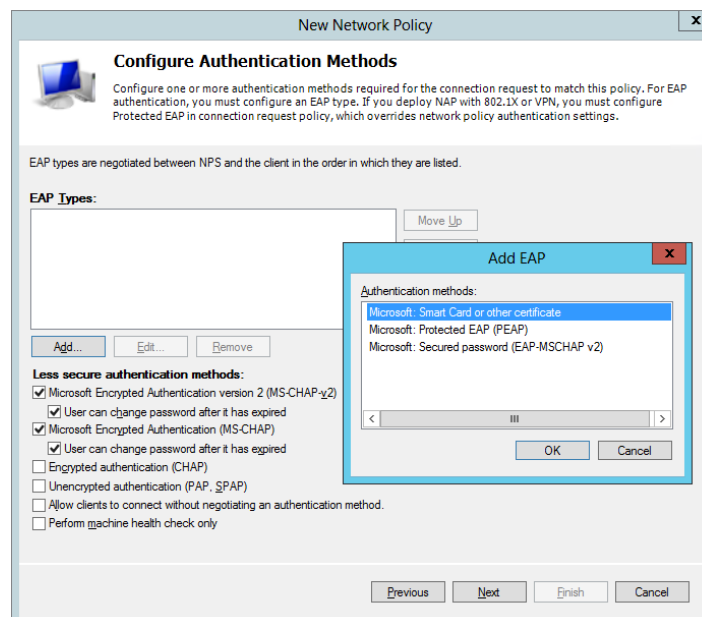 New Network Policy
x
Configure Authentication Methods
Configure one or more authentication methods required for the connection request to match this policy. For EAP
authentication, you must configure an EAP type. If you deploy NAP with 802.1X or VPN, you must configure
Protected EAP in connection request policy, which overrides network policy authentication settings.
EAP types are negotiated between NPS and the client in the order in which they are listed.
EAP Types:
Move Up
Add EAP
x
Authentication methods:
Microsoft: Smart Card or other certificate
Microsoft: Protected EAP (PEAP)
Microsoft: Secured password (EAP-MSCHAP v2)
OK
Cancel
Add...
Edit...
Remove
Less secure authentication methods:
Microsoft Encrypted Authentication version 2 (MS-CHAP-v2)
User can change password after it has expired
Microsoft Encrypted Authentication (MS-CHAP)
User can change password after it has expired
Encrypted authentication (CHAP)
Unencrypted authentication (PAP, SPAP)
Allow clients to connect without negotiating an authentication method.
Perform machine health check only
Previous
Next
Finish
Cancel